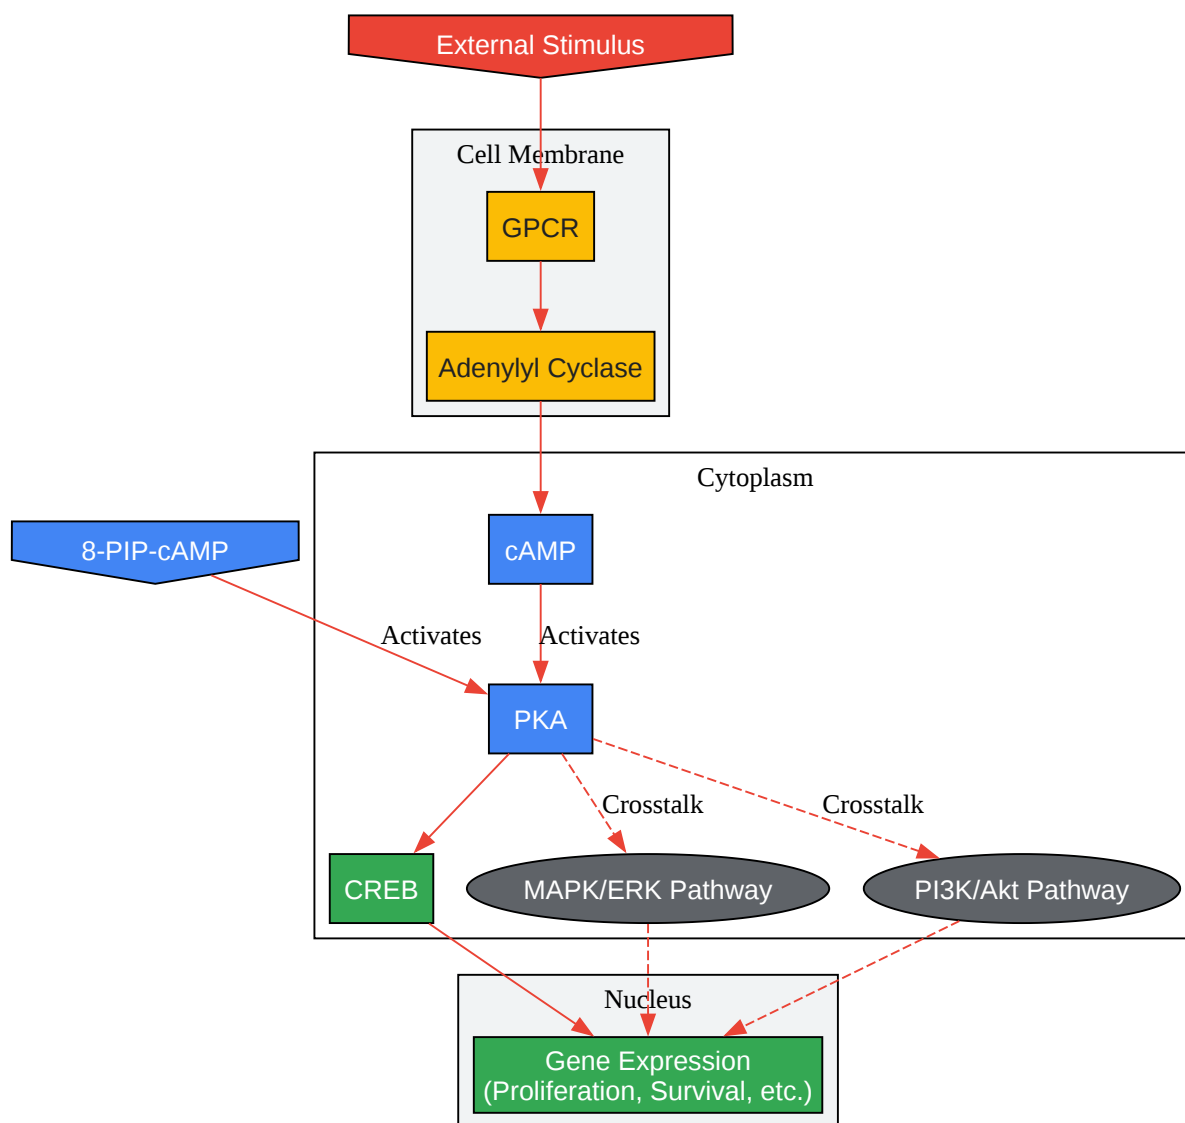 External Stimulus
Cell Membrane
GPCR
Adenylyl Cyclase
Cytoplasm
8-PIP-cAMP
cAMP
Activates
Activates
PKA
Crosstalk
Crosstalk
CREB
MAPK/ERK Pathway
PI3K/Akt Pathway
Nucleus
Gene Expression
(Proliferation, Survival, etc.)